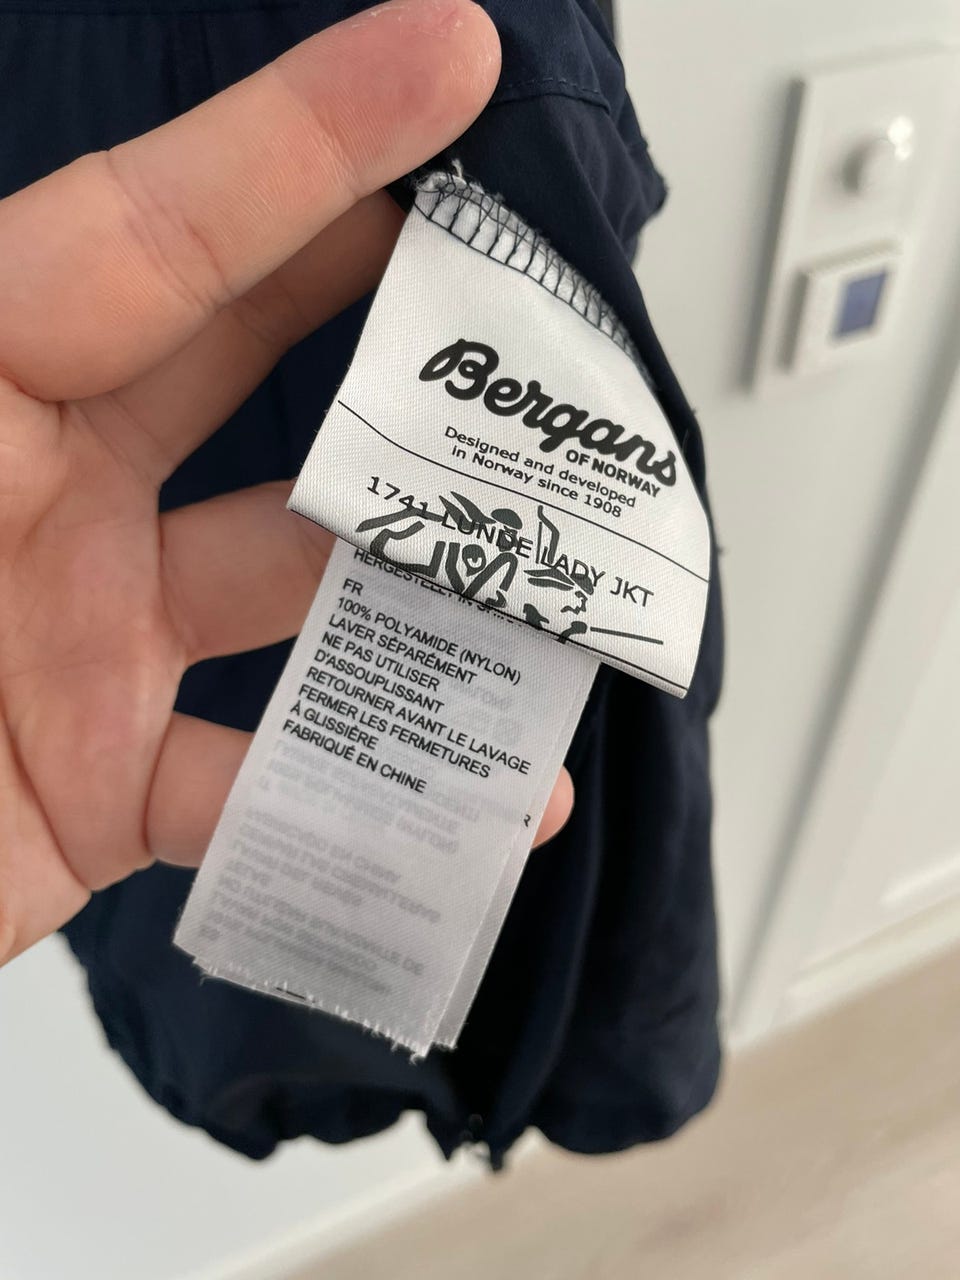 Bergans
OF NORWAY
Designed and developed
in Norway since 1908
1741 LUNDE LADY JKT
FR
100% POLYAMIDE (NYLON)
LAVER SÉPARÉMENT
NE PAS UTILISER
D'ASSOUPLISSANT
RETOURNER AVANT LE LAVAGE
FERMER LES FERMETURES
À GLISSIÈRE
FABRIQUÉ EN CHINE
R